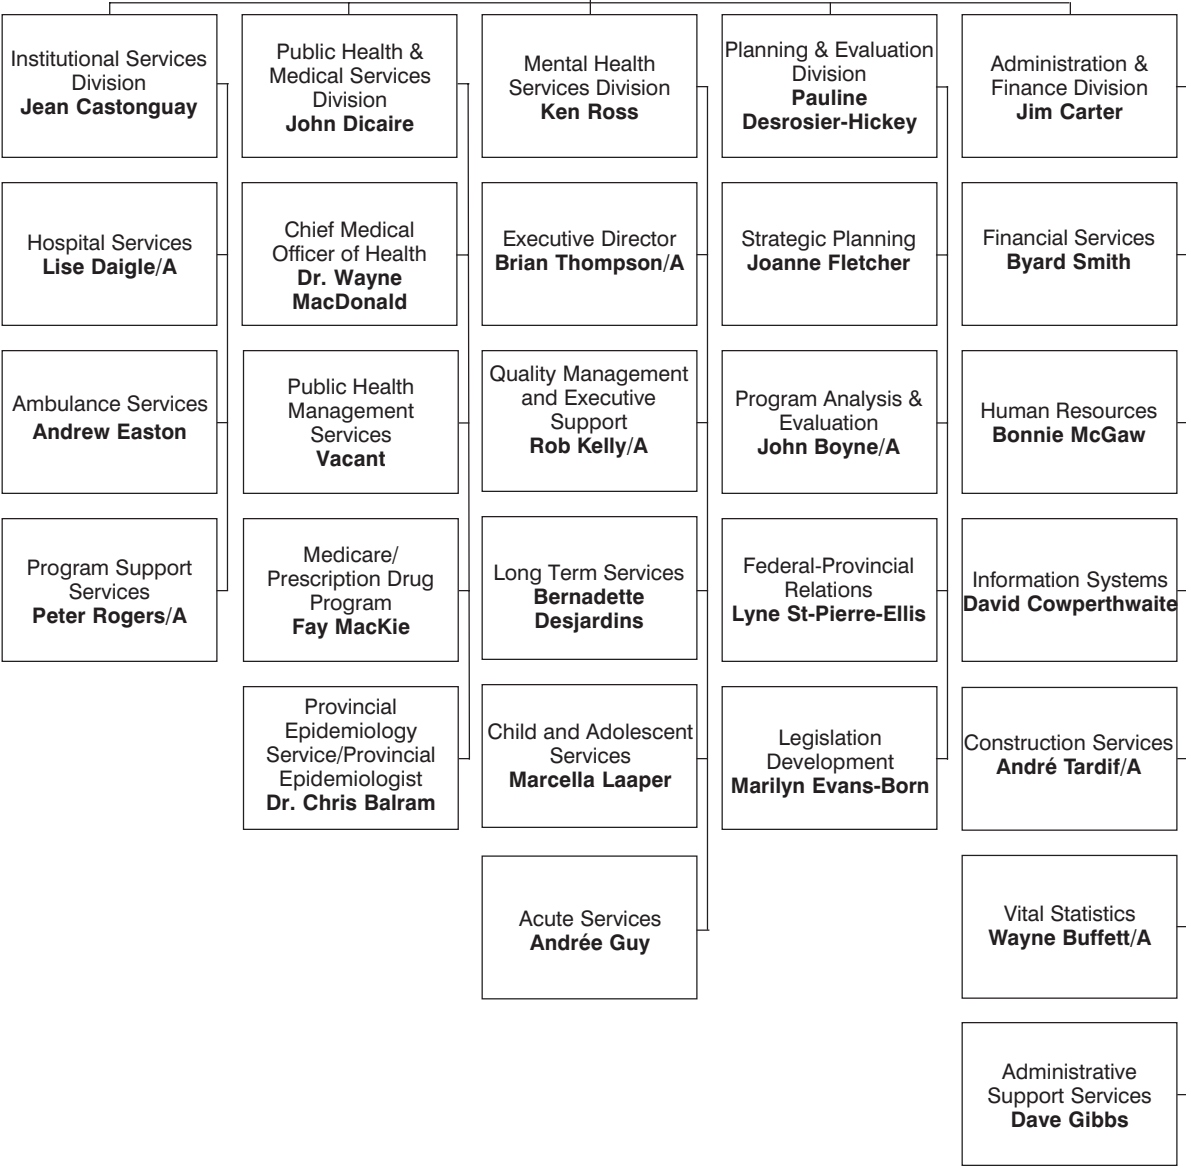 Institutional Services
Division
Jean Castonguay
Public Health &
Medical Services
Division
John Dicaire
Mental Health
Services Division
Ken Ross
Planning & Evaluation
Division
Pauline
Desrosier-Hickey
Administration &
Finance Division
Jim Carter
Hospital Services
Lise Daigle/A
Chief Medical
Officer of Health
Dr. Wayne
MacDonald
Executive Director
Brian Thompson/A
Strategic Planning
Joanne Fletcher
Financial Services
Byard Smith
Ambulance Services
Andrew Easton
Public Health
Management
Services
Vacant
Quality Management
and Executive
Support
Rob Kelly/A
Program Analysis &
Evaluation
John Boyne/A
Human Resources
Bonnie McGaw
Program Support
Services
Peter Rogers/A
Medicare/
Prescription Drug
Program
Fay MacKie
Long Term Services
Bernadette
Desjardins
Federal-Provincial
Relations
Lyne St-Pierre-Ellis
Information Systems
David Cowperthwaite
Provincial
Epidemiology
Service/Provincial
Epidemiologist
Dr. Chris Balram
Child and Adolescent
Services
Marcella Laaper
Legislation
Development
Marilyn Evans-Born
Construction Services
André Tardif/A
Acute Services
Andrée Guy
Vital Statistics
Wayne Buffett/A
Administrative
Support Services
Dave Gibbs